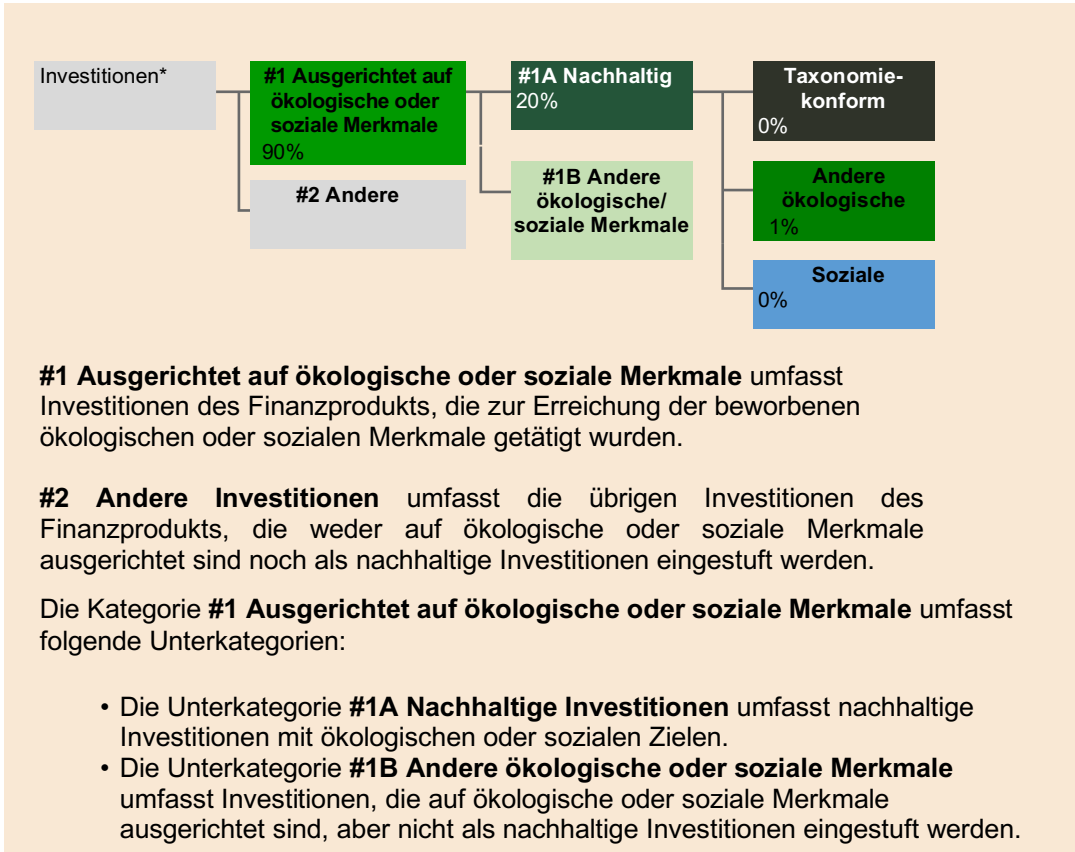 Investitionen*
#1 Ausgerichtet auf
ökologische oder
soziale Merkmale
90%
#2 Andere
#1A Nachhaltig
20%
#1B Andere
ökologische/
soziale Merkmale
Taxonomie-
konform
0%
Andere
ökologische
1%
Soziale
0%
#1 Ausgerichtet auf ökologische oder soziale Merkmale umfasst
Investitionen des Finanzprodukts, die zur Erreichung der beworbenen
ökologischen oder sozialen Merkmale getätigt wurden.
#2 Andere Investitionen umfasst die übrigen Investitionen des
Finanzprodukts, die weder auf ökologische oder soziale Merkmale
ausgerichtet sind noch als nachhaltige Investitionen eingestuft werden.
Die Kategorie #1 Ausgerichtet auf ökologische oder soziale Merkmale umfasst
folgende Unterkategorien:
• Die Unterkategorie #1A Nachhaltige Investitionen umfasst nachhaltige
Investitionen mit ökologischen oder sozialen Zielen.
• Die Unterkategorie #1B Andere ökologische oder soziale Merkmale
umfasst Investitionen, die auf ökologische oder soziale Merkmale
ausgerichtet sind, aber nicht als nachhaltige Investitionen eingestuft werden.